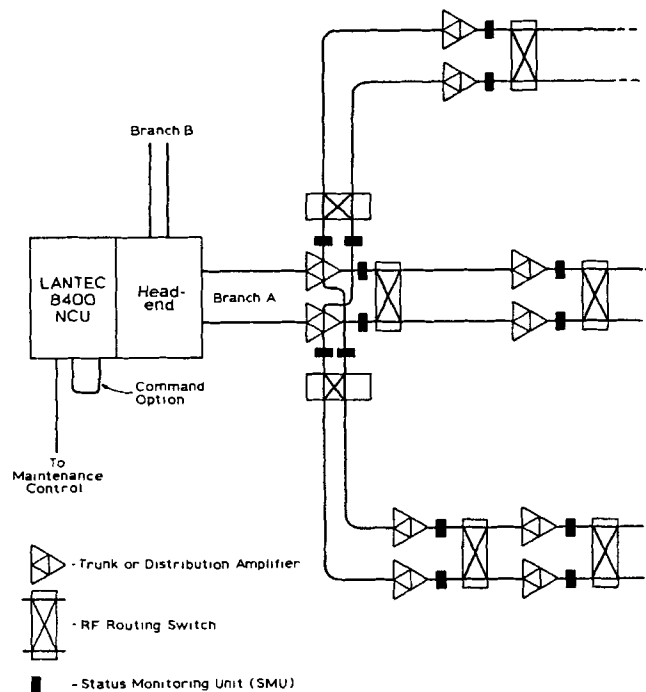 Branch B
LANTEC
8400
NCU
Head-
end
Branch A
Command
Option
To
Maintenance
Control
- Trunk or Distribution Amplifier
- RF Routing Switch
- Status Monitoring Unit (SMU)